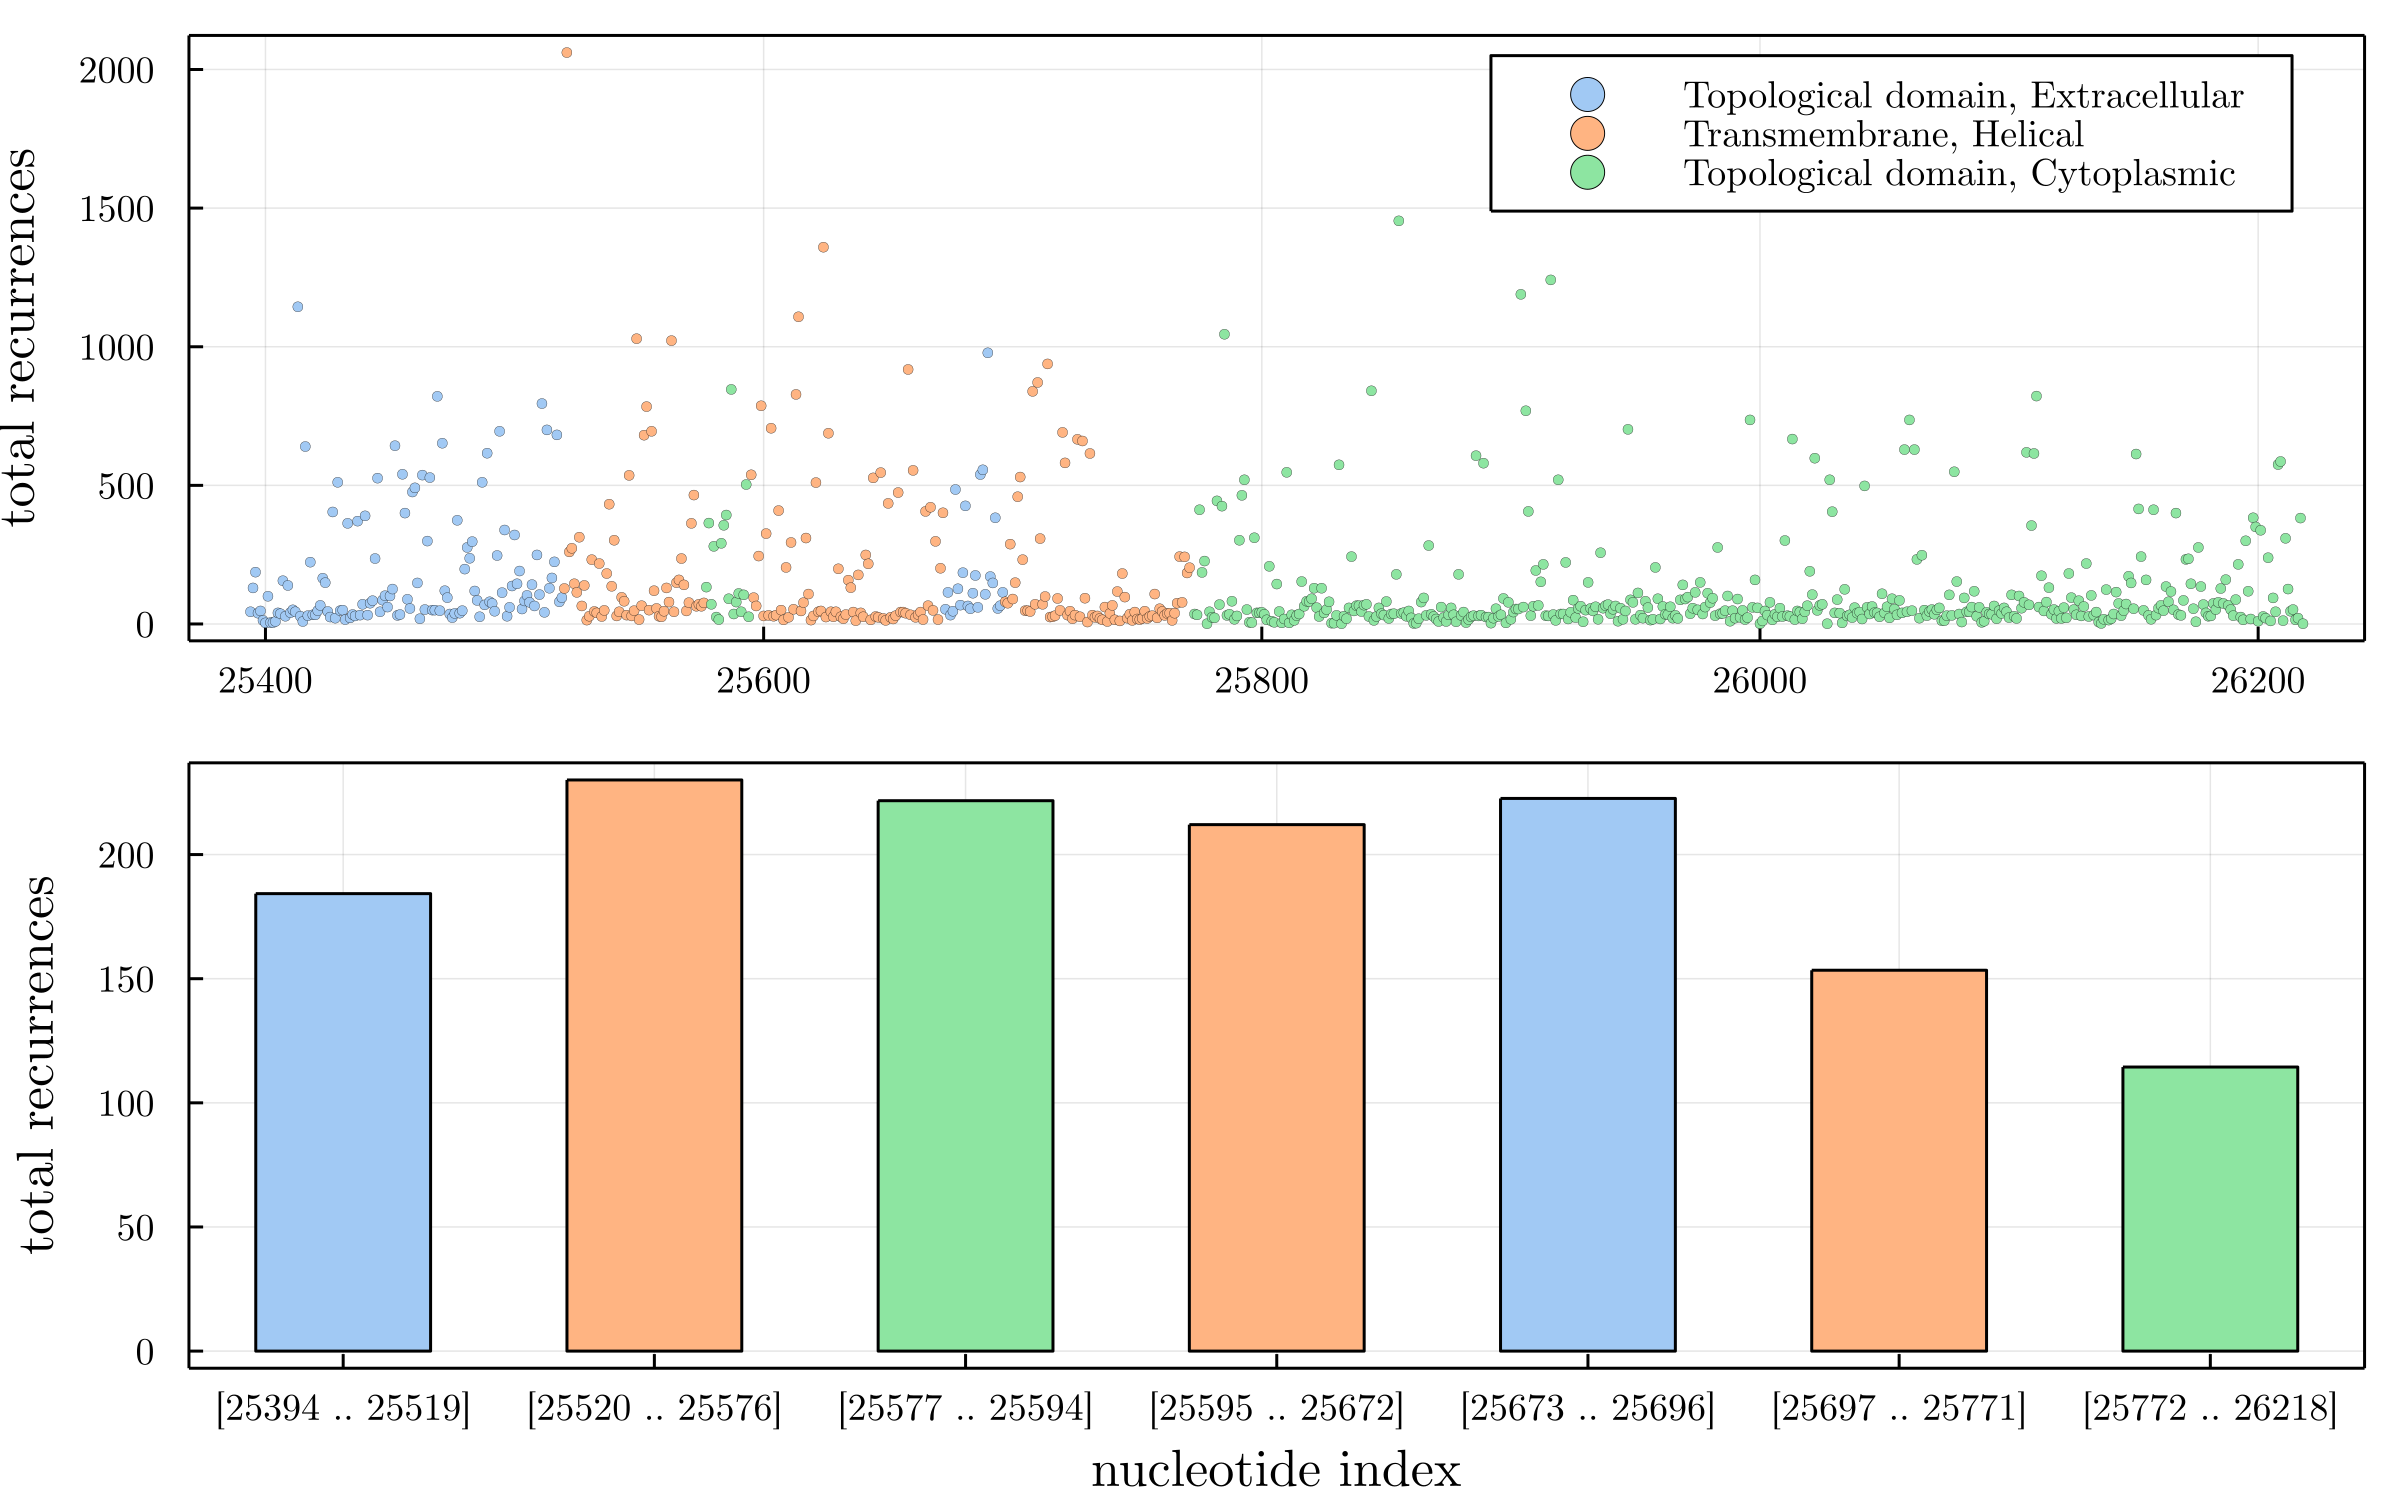 total recurrences
2000
1500
1000
500
0
Topological domain, Extracellular
Transmembrane, Helical
Topological domain, Cytoplasmic
25400 25600 25800 26000 26200
total recurrences
200
150
100
50
0
[25394 .. 25519] [25520 .. 25576] [25577 .. 25594] [25595 .. 25672] [25673 .. 25696] [25697 .. 25771] [25772 .. 26218]
nucleotide index